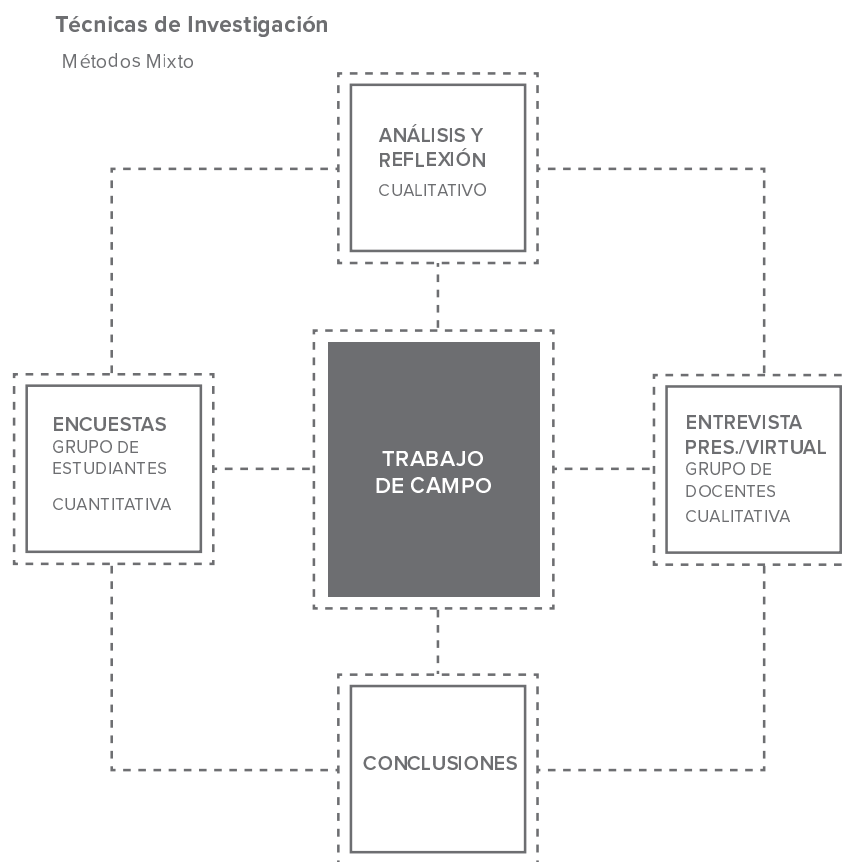 Técnicas de Investigación
Métodos Mixto
ANÁLISIS Y
REFLEXIÓN
CUALITATIVO
ENCUESTAS
GRUPO DE
ESTUDIANTES
CUANTITATIVA
TRABAJO
DE CAMPO
ENTREVISTA
PRES./VIRTUAL
GRUPO DE
DOCENTES
CUALITATIVA
CONCLUSIONES